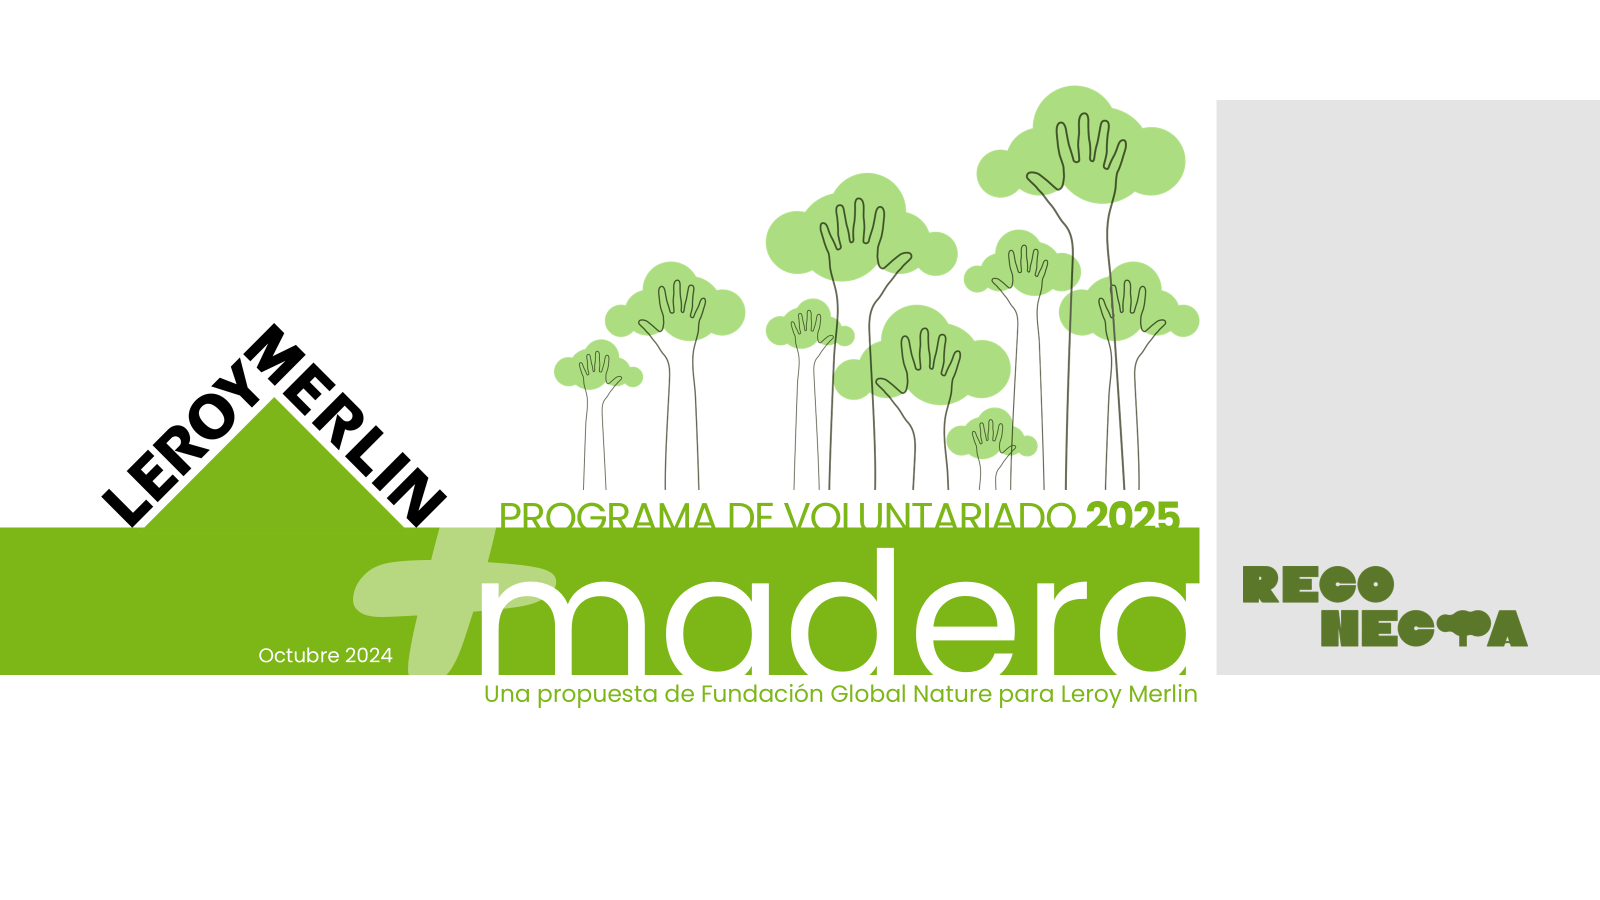 LEROY MERLIN
PROGRAMA DE VOLUNTARIADO 2025
+madera
Octubre 2024
Una propuesta de Fundación Global Nature para Leroy Merlin
RECO
NECTA